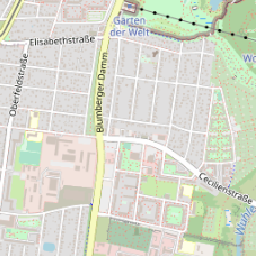 Gärten
der Welt
Elisabethstraße
Oberfeldstraße
Blumberger Damm
Cecilienstraße